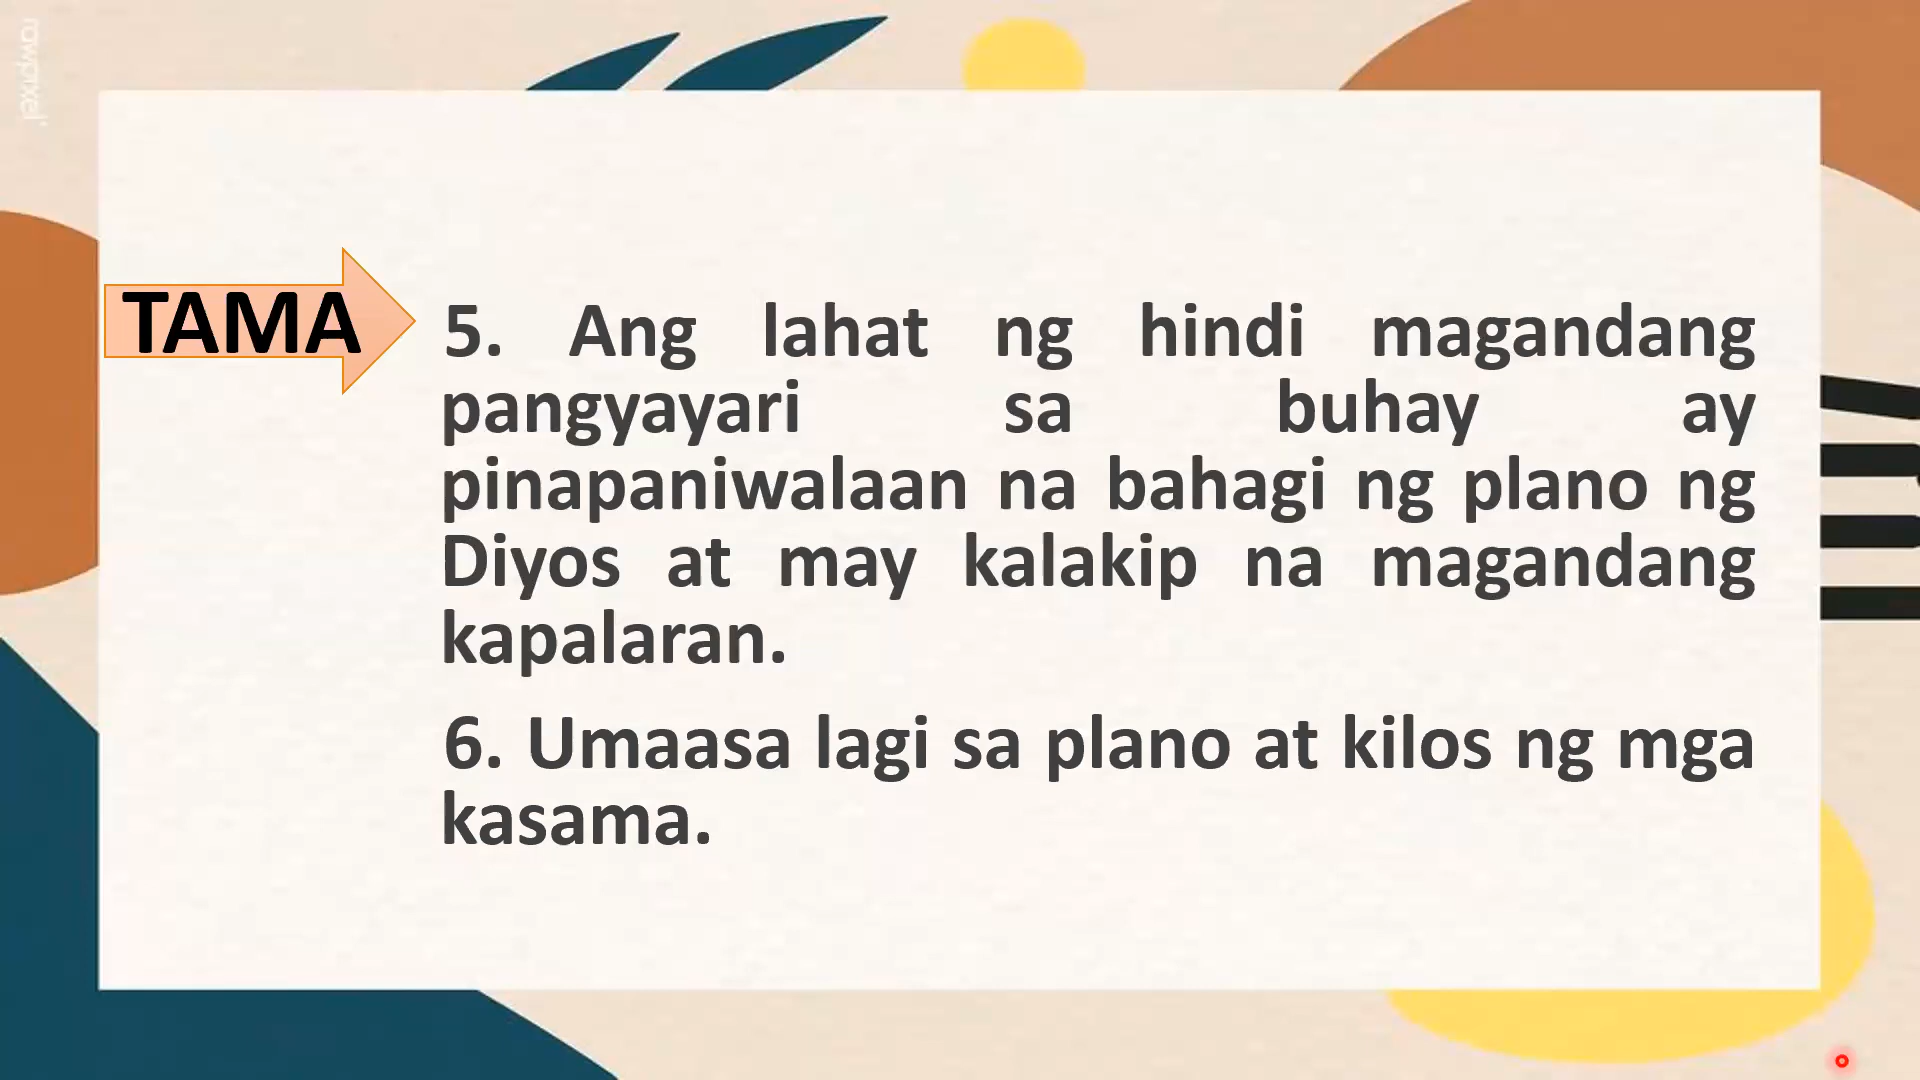 rawpixel
TAMA
5. Ang lahat ng hindi magandang
pangyayari sa buhay ay
pinapaniwalaan na bahagi ng plano ng
Diyos at may kalakip na magandang
kapalaran.
6. Umaasa lagi sa plano at kilos ng mga
kasama.